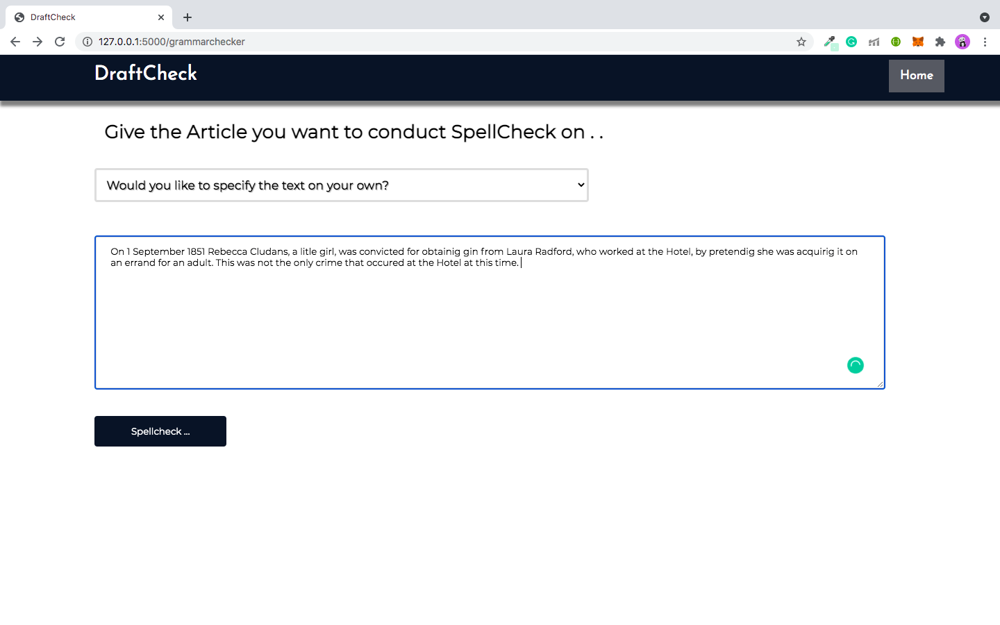 DraftCheck
127.0.0.1:5000/grammarchecker
DraftCheck
Home
Give the Article you want to conduct SpellCheck on . .
Would you like to specify the text on your own?
On 1 September 1851 Rebecca Cludans, a litle girl, was convicted for obtainig gin from Laura Radford, who worked at the Hotel, by pretendig she was acquirig it on
an errand for an adult. This was not the only crime that occured at the Hotel at this time.
Spellcheck ...